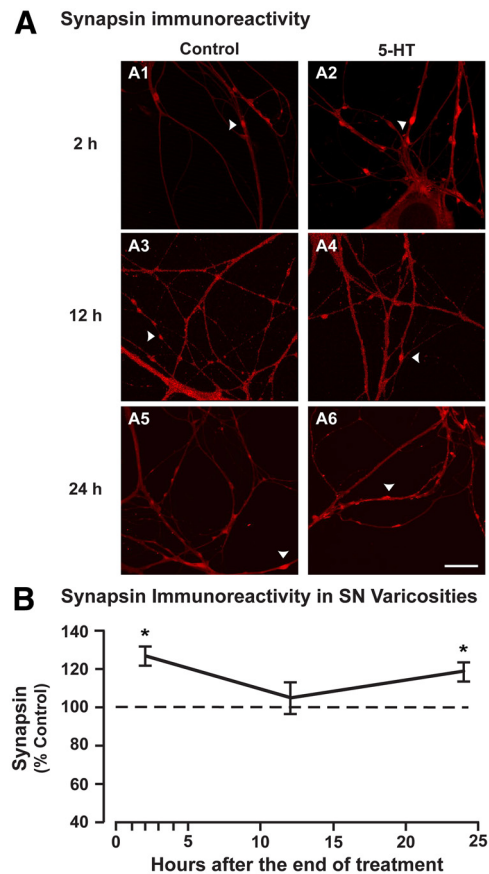 A Synapsin immunoreactivity
Control 5-HT
2 h
A1 A2
12 h
A3 A4
24 h
A5 A6
B Synapsin Immunoreactivity in SN Varicosities
Synapsin
(% Control)
140
120
100
80
60
40
* *
0 5 10 15 20 25
Hours after the end of treatment